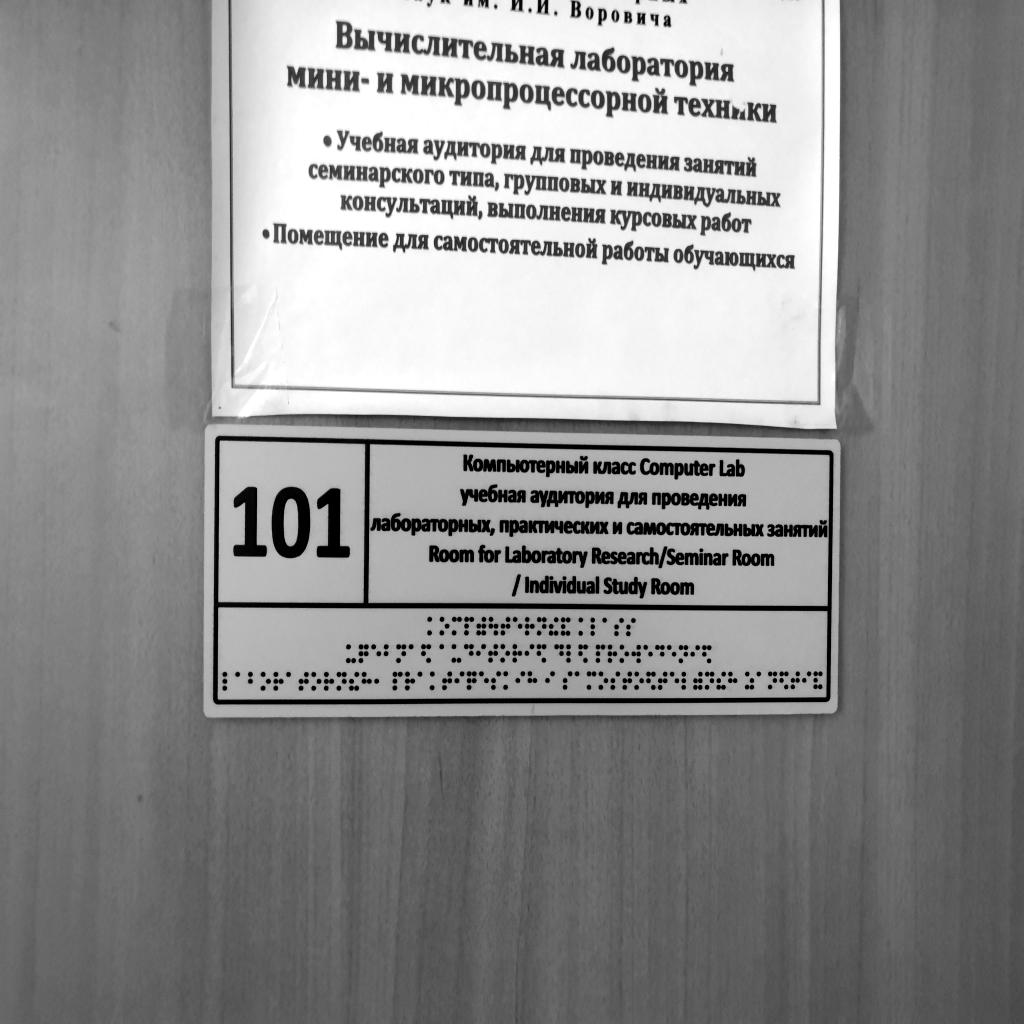 им. И.И. Воровича
Вычислительная лаборатория
мини- и микропроцессорной техники
• Учебная аудитория для проведения занятий
семинарского типа, групповых и индивидуальных
консультаций, выполнения курсовых работ
• Помещение для самостоятельной работы обучающихся
101
Компьютерный класс Computer Lab
учебная аудитория для проведения
лабораторных, практических и самостоятельных занятий
Room for Laboratory Research/Seminar Room
/ Individual Study Room